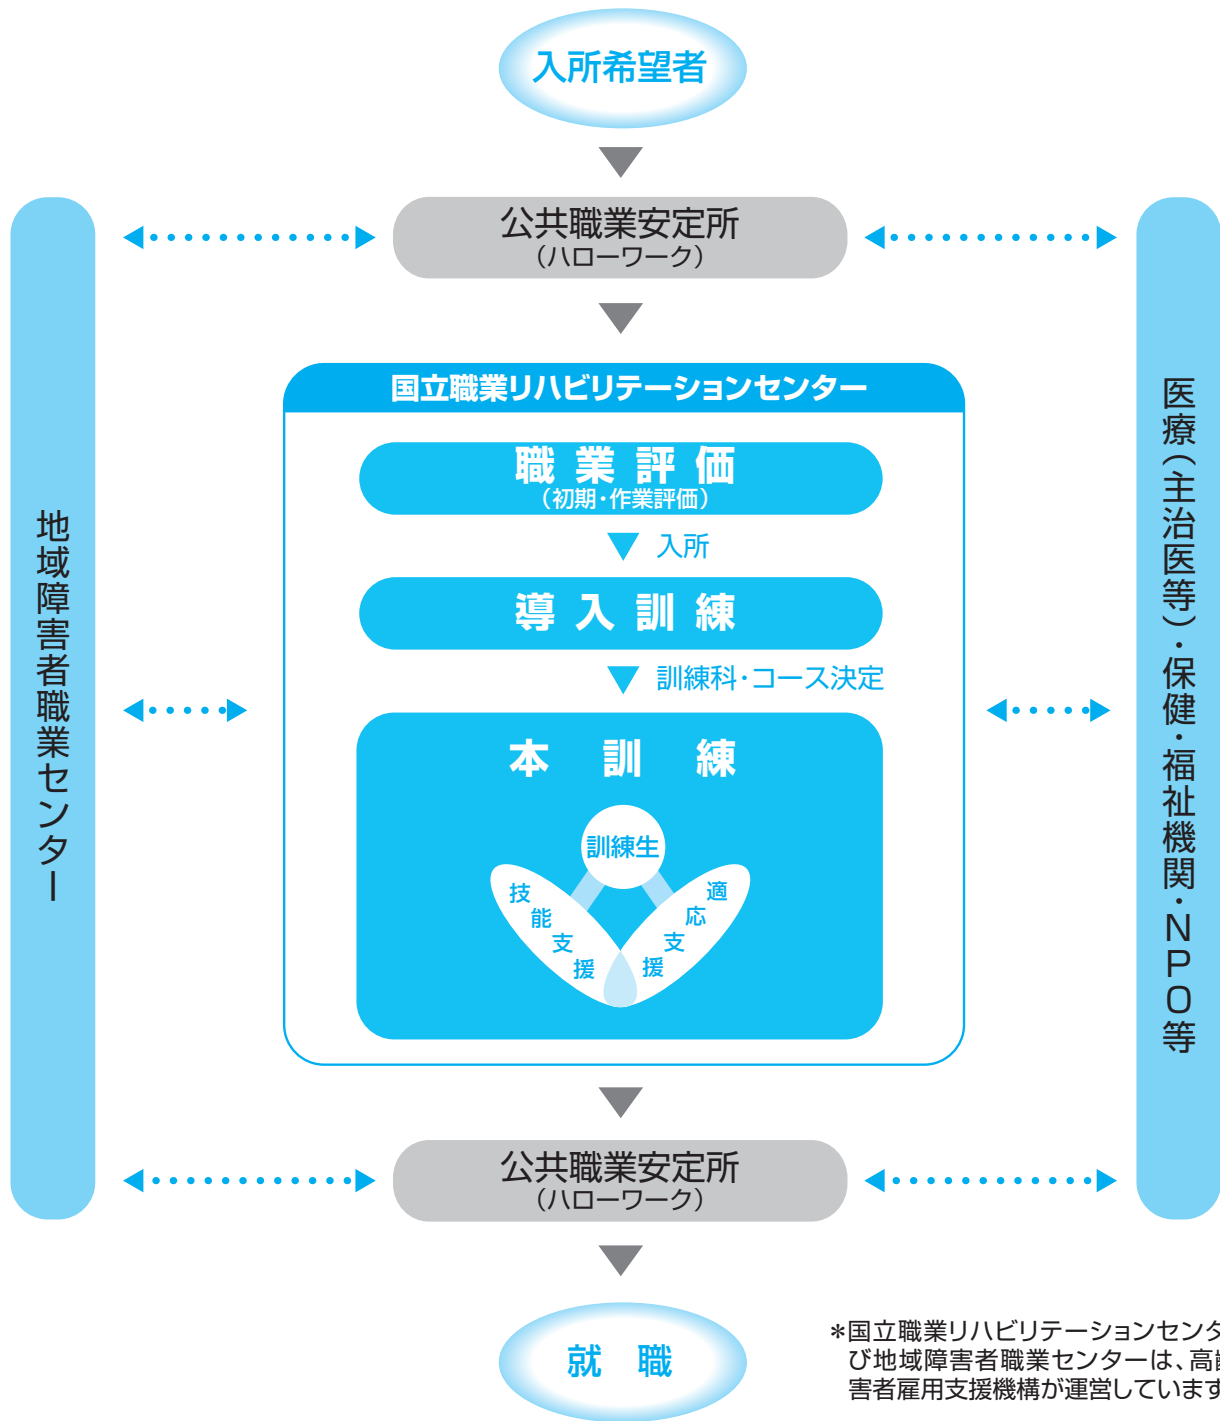 入所希望者
公共職業安定所
（ハローワーク）
国立職業リハビリテーションセンター
職業評価
（初期・作業評価）
入所
導入訓練
訓練科・コース決定
本訓練
訓練生
技能支援
適応支援
地域障害者職業センター
医療（主治医等）・保健・福祉機関・NPO等
公共職業安定所
（ハローワーク）
就職
*国立職業リハビリテーションセンタ
び地域障害者職業センターは、高齢
害者雇用支援機構が運営しています